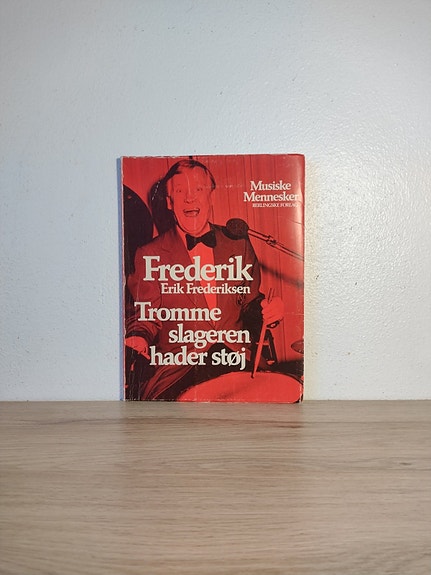 Musiske
Mennesker
BERLINGSKE FORLAG
Frederik
Erik Frederiksen
Tromme
slageren
hader støj